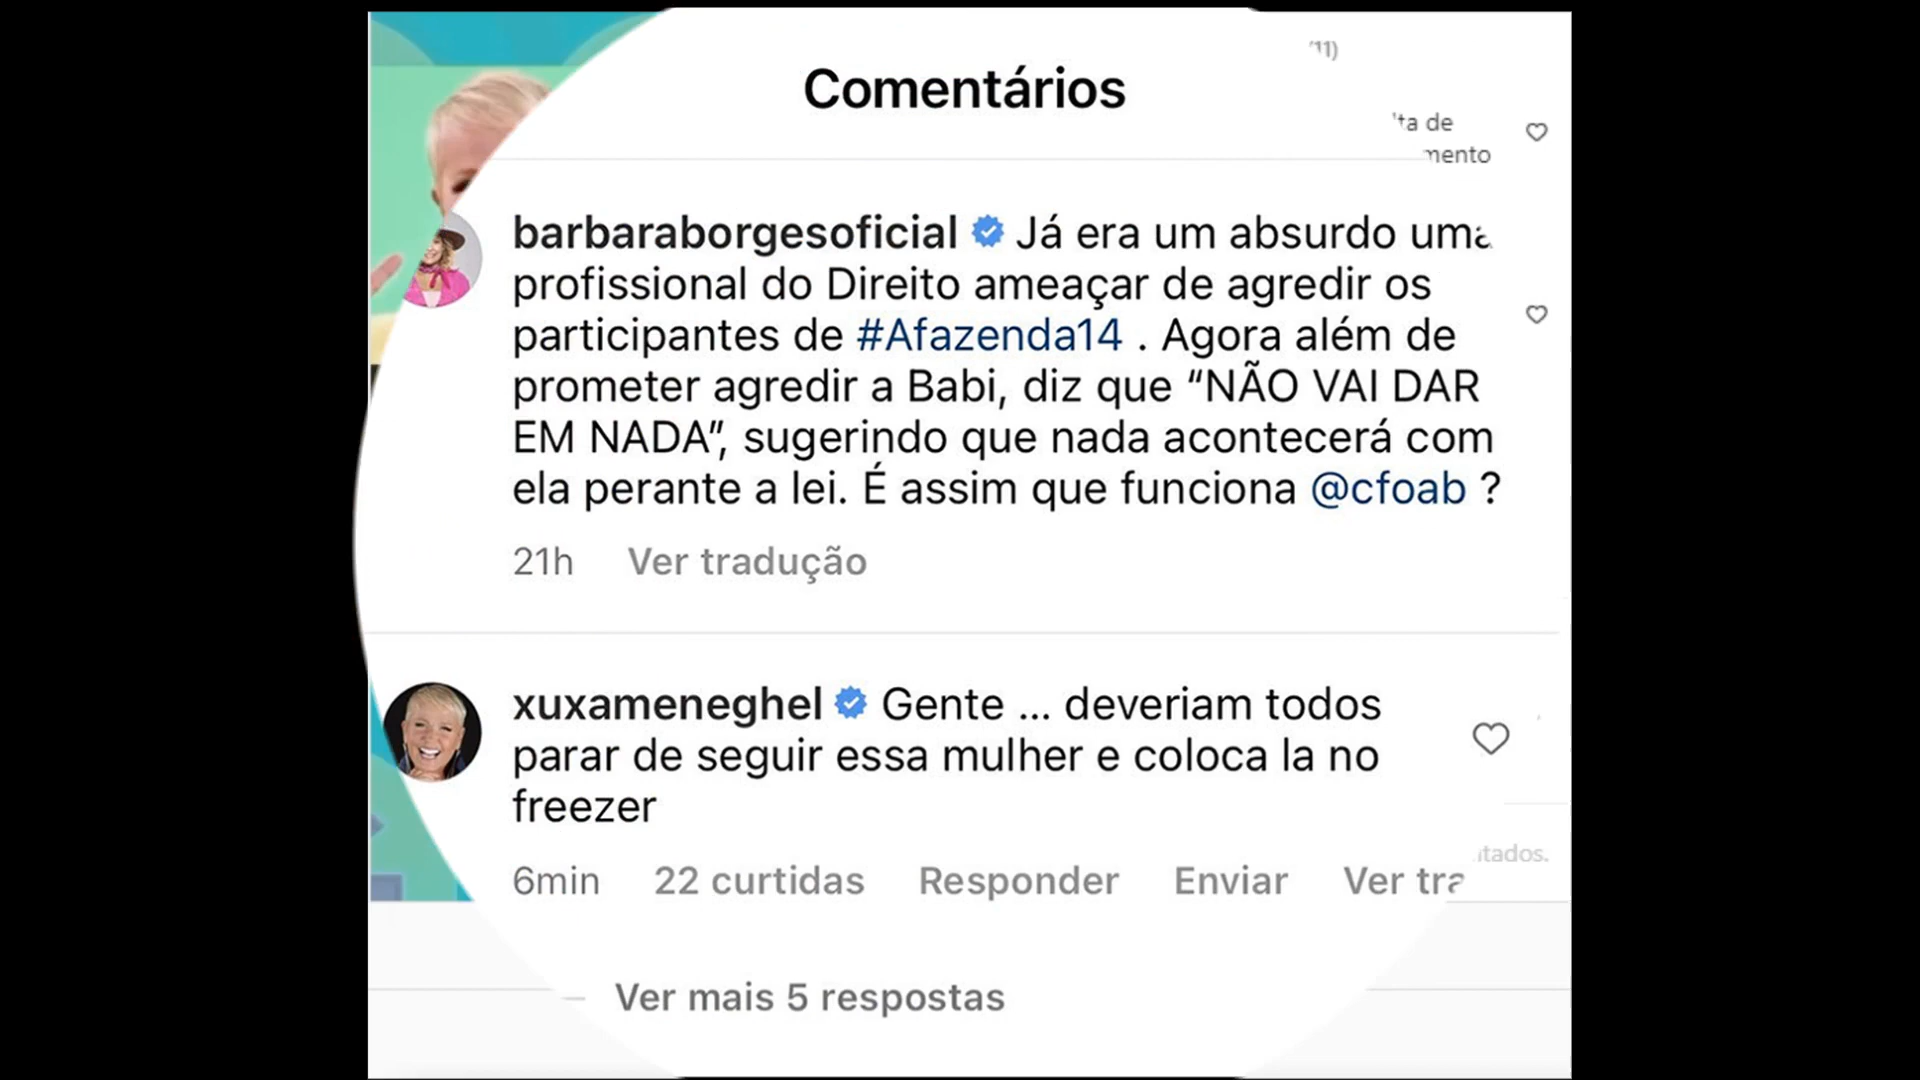 Comentários
barbaraborgesoficial Já era um absurdo uma
profissional do Direito ameaçar de agredir os
participantes de #Afazenda14 . Agora além de
prometer agredir a Babi, diz que “NÃO VAI DAR
EM NADA”, sugerindo que nada acontecerá com
ela perante a lei. É assim que funciona @cfoab ?
21h Ver tradução
xuxameneghel Gente ... deveriam todos
parar de seguir essa mulher e coloca la no
freezer
6min 22 curtidas Responder Enviar Ver
Ver mais 5 respostas